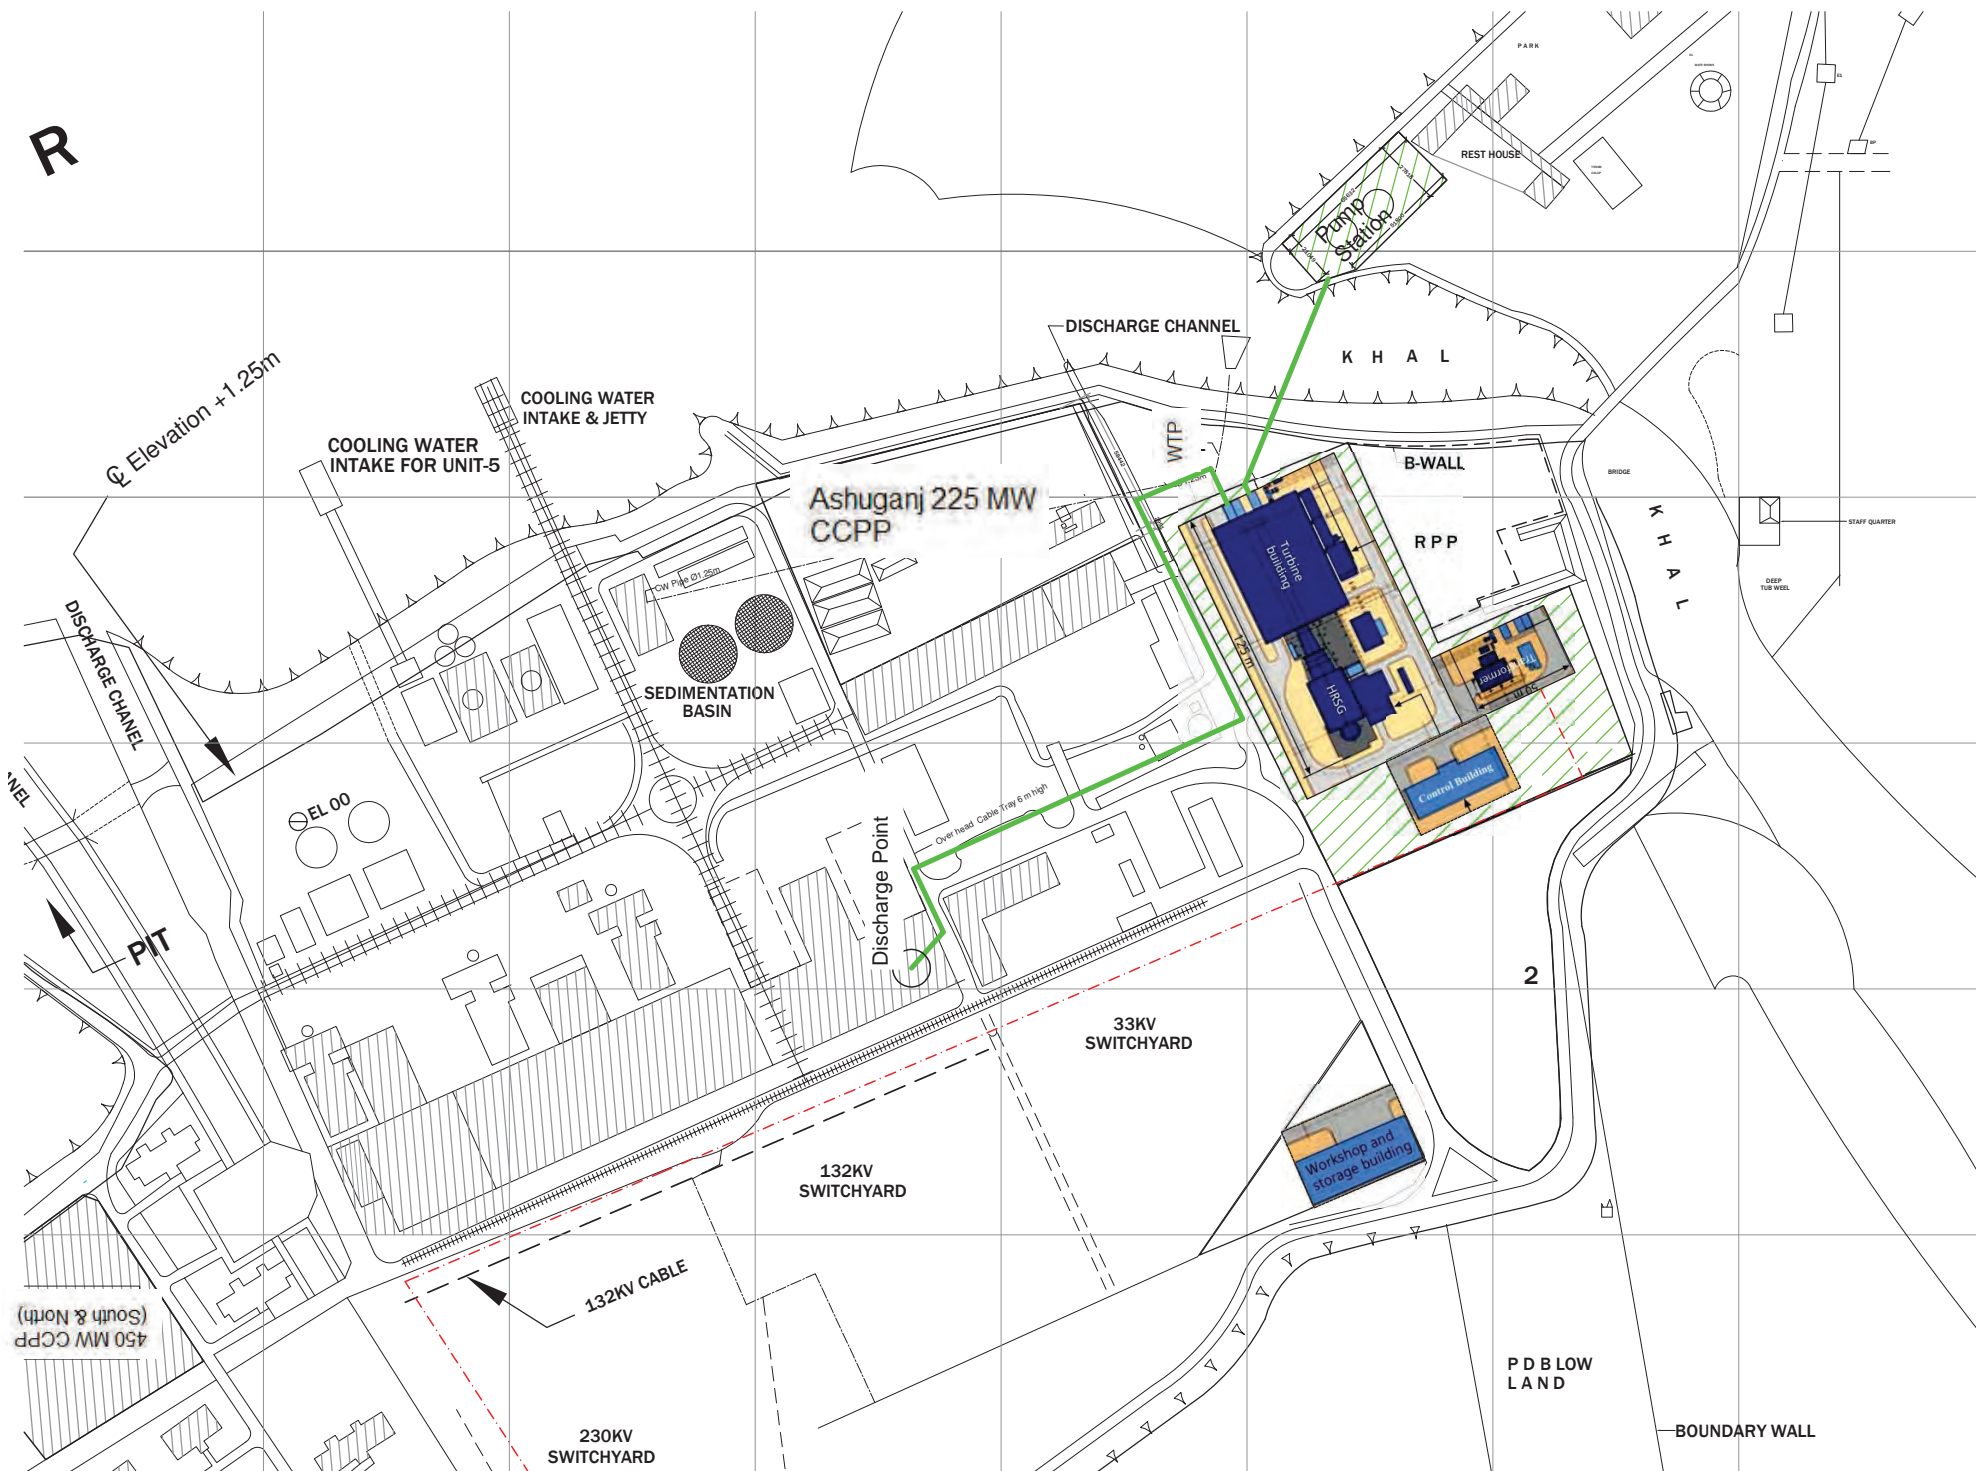 R
PARK
REST HOUSE
Pump
Station
DISCHARGE CHANNEL
K H A L
℄ Elevation +1.25m
COOLING WATER
INTAKE & JETTY
COOLING WATER
INTAKE FOR UNIT-5
WTP
B-WALL
BRIDGE
Ashuganj 225 MW
CCPP
K H A L
STAFF QUARTER
R P P
Turbine
building
CW Pipe Ø1.25m
DEEP
TUB WEEL
DISCHARGE CHANNEL
125 m
SEDIMENTATION
BASIN
HRSG
Transformer
50 m
Control Building
ANEL
EL 00
Over head Cable Tray 6 m high
Discharge Point
PIT
2
33KV
SWITCHYARD
Workshop and
storage building
132KV
SWITCHYARD
132KV CABLE
450 MW CCPP
(South & North)
P D B LOW
L A N D
BOUNDARY WALL
230KV
SWITCHYARD